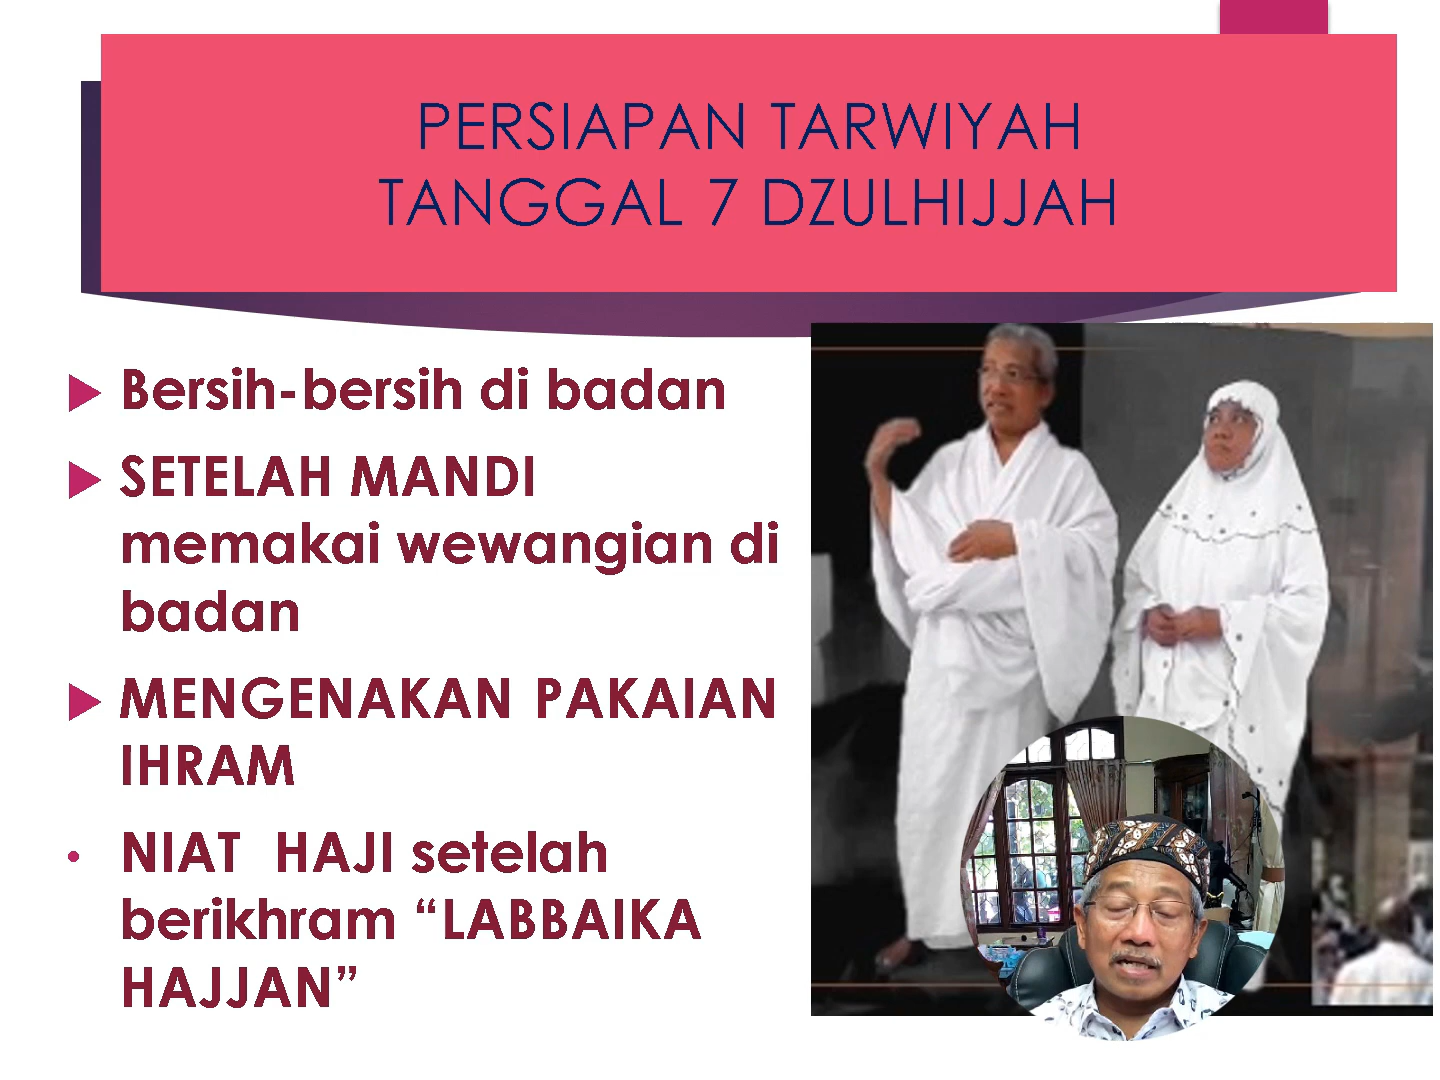 PERSIAPAN TARWIYAH
TANGGAL 7 DZULHIJJAH
Bersih-bersih di badan
SETELAH MANDI
memakai wewangian di
badan
MENGENAKAN PAKAIAN
IHRAM
NIAT  HAJI setelah
berikhram “LABBAIKA
HAJJAN”